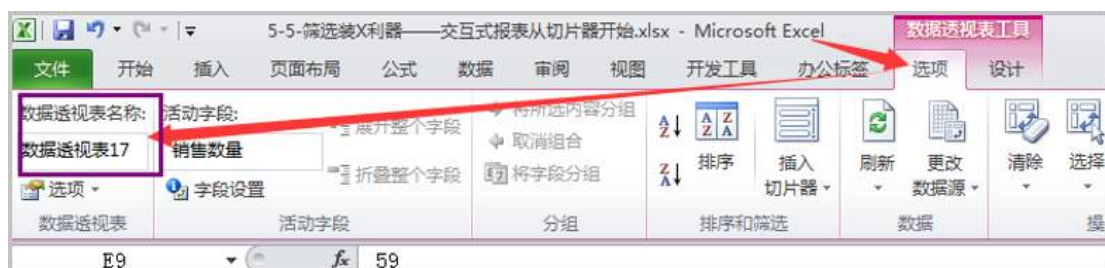 5-5-筛选装X利器——交互式报表从切片器开始.xlsx - Microsoft Excel
数据透视表工具
文件 开始 插入 页面布局 公式 数据 审阅 视图 开发工具 办公标签 选项 设计
数据透视表名称: 活动字段: 展开整个字段 将所选内容分组
数据透视表17 销售数量 取消组合 排序 插入切片器 刷新 更改数据源 清除 选择
选项 字段设置 折叠整个字段 将字段分组
数据透视表 活动字段 分组 排序和筛选 数据 操
E9 fx 59